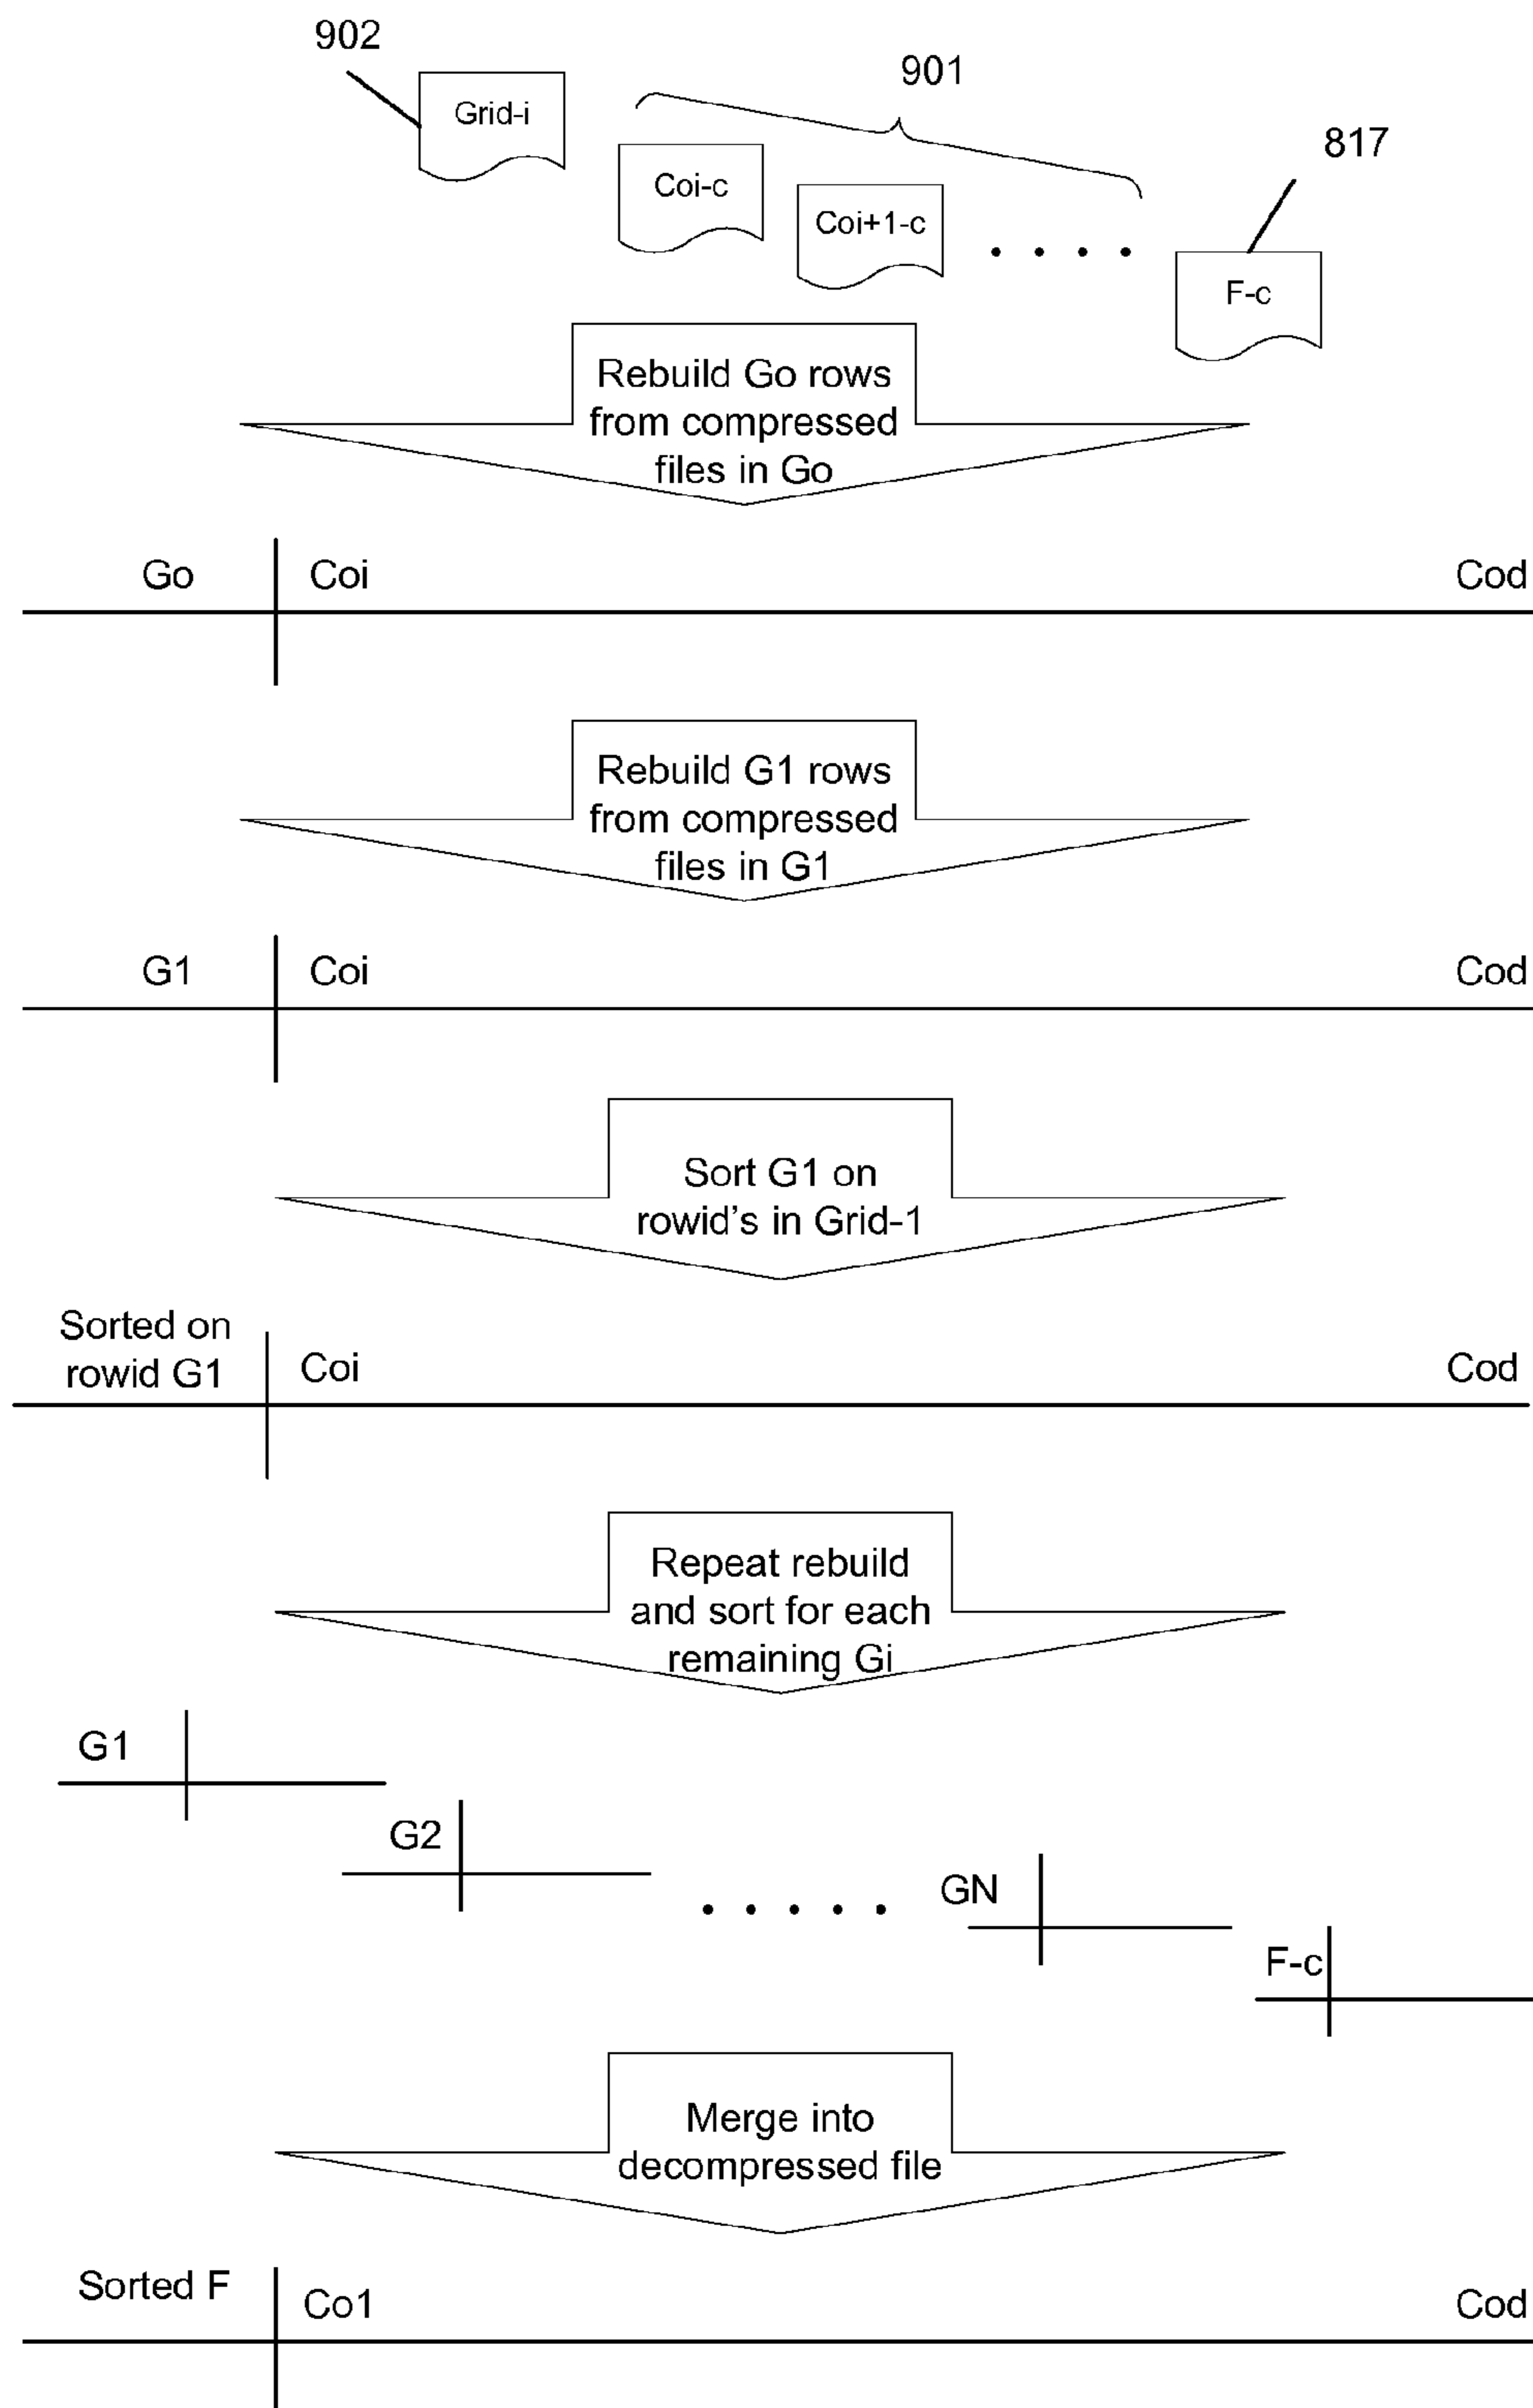 902
901
817
Grid-i
Coi-c
Coi+1-c
F-c
Rebuild Go rows
from compressed
files in Go
Go
Coi
Cod
Rebuild G1 rows
from compressed
files in G1
G1
Coi
Cod
Sort G1 on
rowid's in Grid-1
Sorted on
rowid G1
Coi
Cod
Repeat rebuild
and sort for each
remaining Gi
G1
G2
GN
F-c
Merge into
decompressed file
Sorted F
Co1
Cod